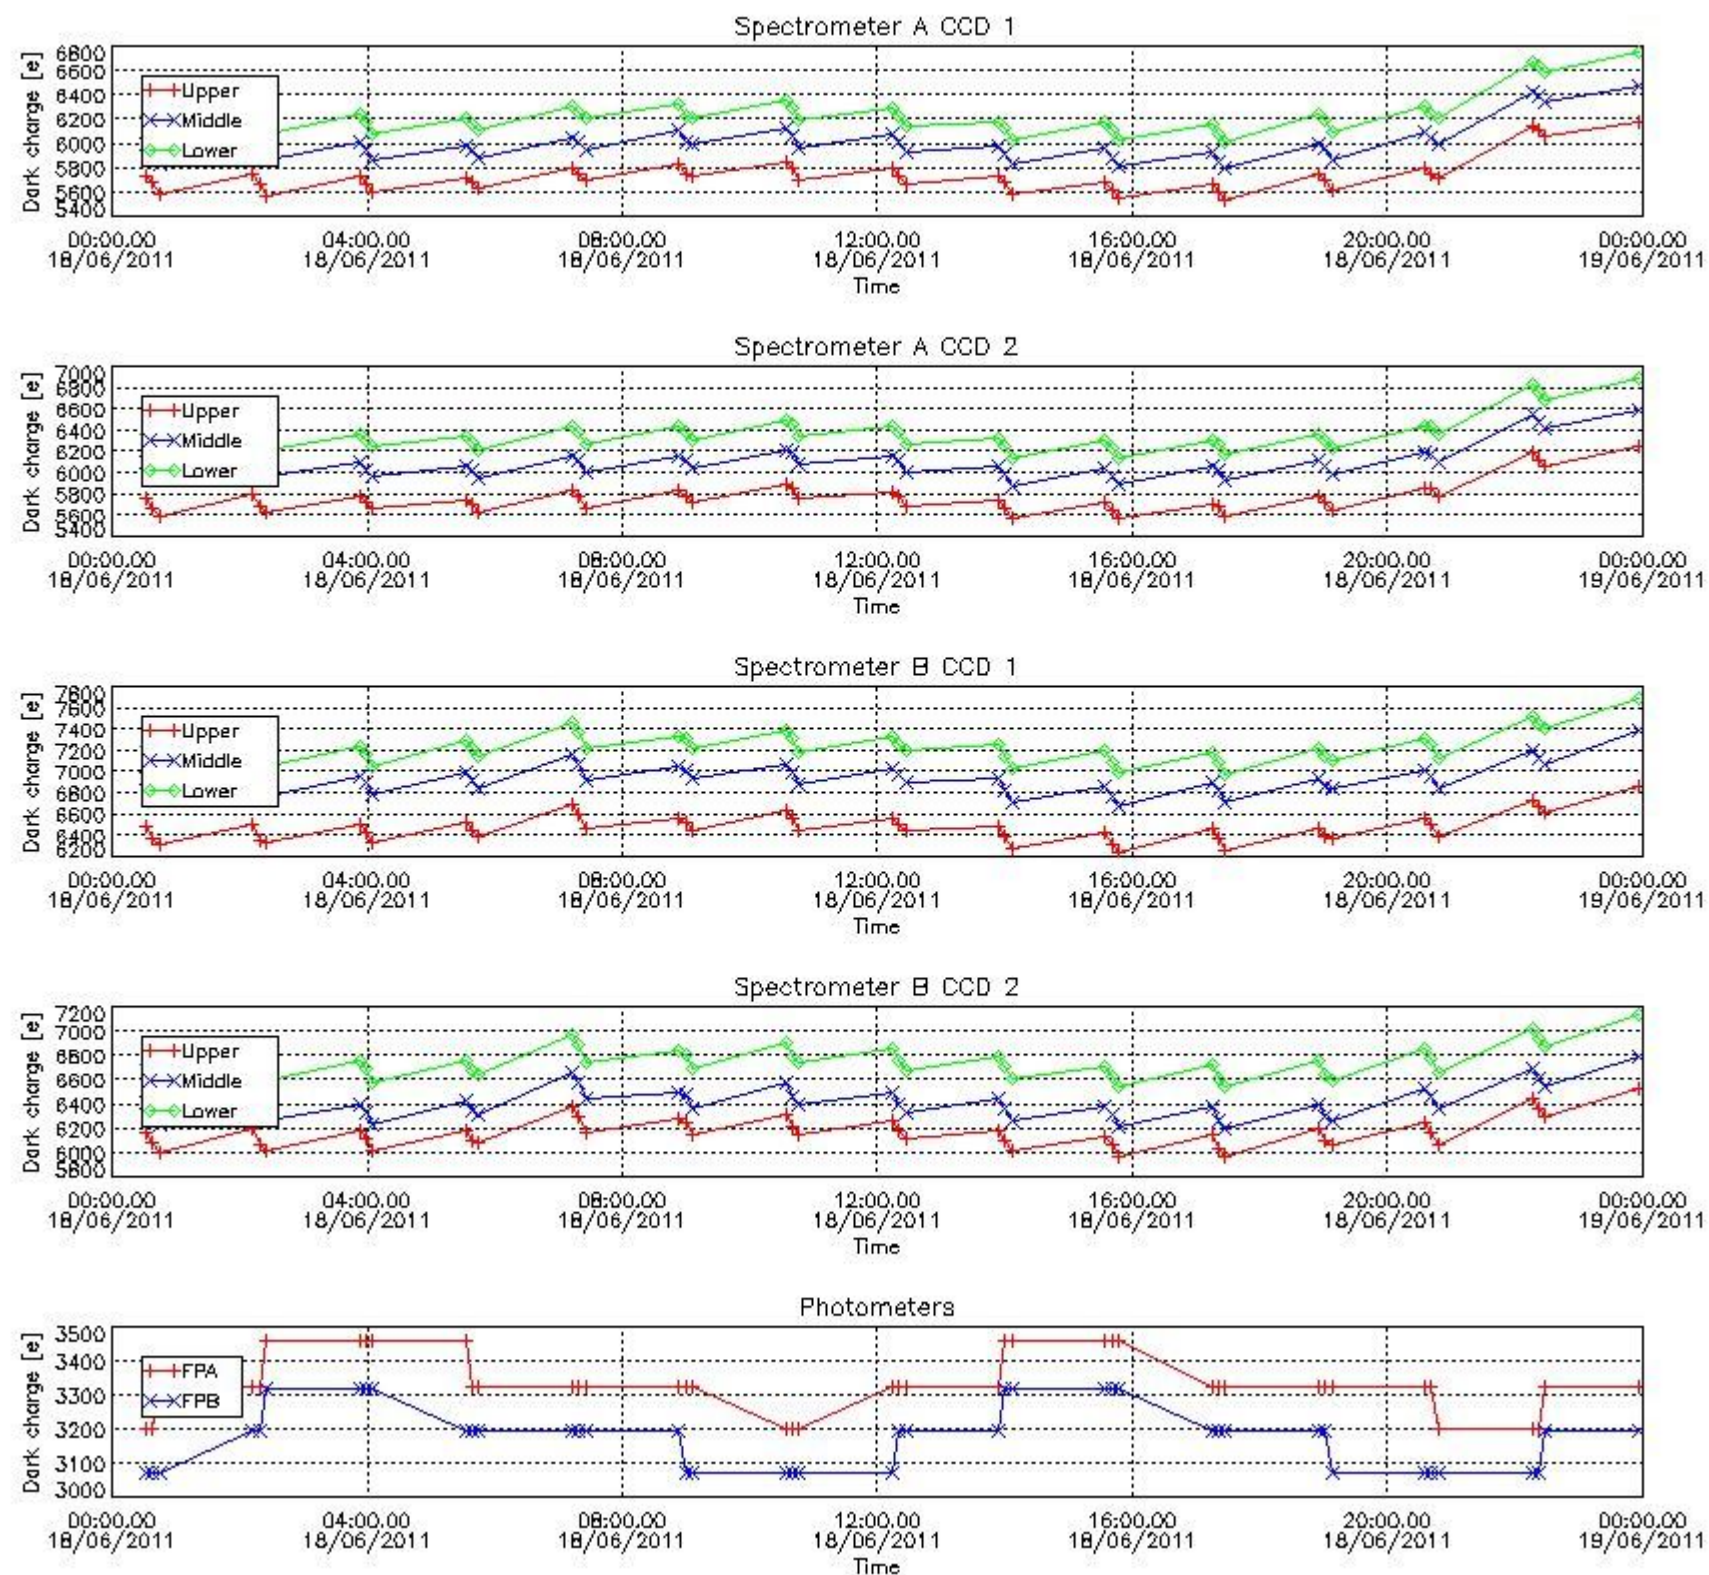 Spectrometer A CCD 1
Dark charge [e]
6800
6600
6400
6200
6000
5800
5600
5400
Upper
Middle
Lower
00:00.00 04:00.00 08:00.00 12:00.00 16:00.00 20:00.00 00:00.00
18/06/2011 18/06/2011 18/06/2011 18/06/2011 18/06/2011 18/06/2011 19/06/2011
Time
Spectrometer A CCD 2
Dark charge [e]
7000
6800
6600
6400
6200
6000
5800
5600
5400
Upper
Middle
Lower
00:00.00 04:00.00 08:00.00 12:00.00 16:00.00 20:00.00 00:00.00
18/06/2011 18/06/2011 18/06/2011 18/06/2011 18/06/2011 18/06/2011 19/06/2011
Time
Spectrometer B CCD 1
Dark charge [e]
7800
7600
7400
7200
7000
6800
6600
6400
6200
Upper
Middle
Lower
00:00.00 04:00.00 08:00.00 12:00.00 16:00.00 20:00.00 00:00.00
18/06/2011 18/06/2011 18/06/2011 18/06/2011 18/06/2011 18/06/2011 19/06/2011
Time
Spectrometer B CCD 2
Dark charge [e]
7200
7000
6800
6600
6400
6200
6000
5800
Upper
Middle
Lower
00:00.00 04:00.00 08:00.00 12:00.00 16:00.00 20:00.00 00:00.00
18/06/2011 18/06/2011 18/06/2011 18/06/2011 18/06/2011 18/06/2011 19/06/2011
Time
Photometers
Dark charge [e]
3500
3400
3300
3200
3100
3000
FPA
FPB
00:00.00 04:00.00 08:00.00 12:00.00 16:00.00 20:00.00 00:00.00
18/06/2011 18/06/2011 18/06/2011 18/06/2011 18/06/2011 18/06/2011 19/06/2011
Time